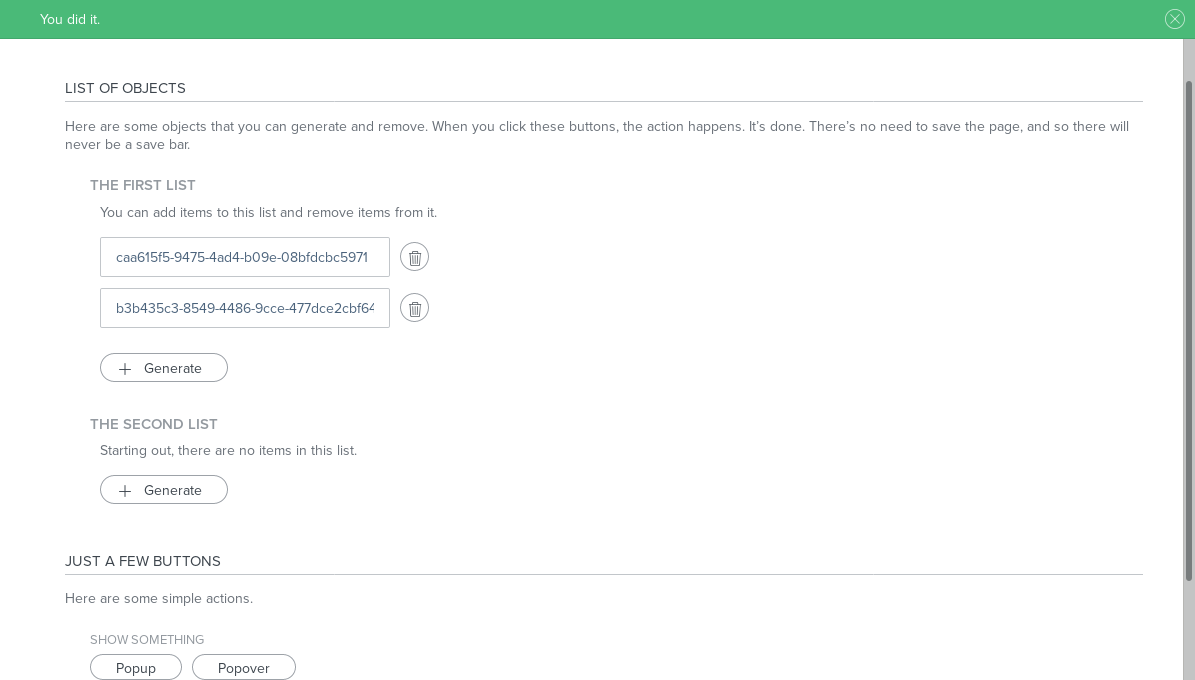 You did it.
LIST OF OBJECTS
Here are some objects that you can generate and remove. When you click these buttons, the action happens. It’s done. There’s no need to save the page, and so there will
never be a save bar.
THE FIRST LIST
You can add items to this list and remove items from it.
caa615f5-9475-4ad4-b09e-08bfdcbc5971
b3b435c3-8549-4486-9cce-477dce2cbf64
Generate
THE SECOND LIST
Starting out, there are no items in this list.
Generate
JUST A FEW BUTTONS
Here are some simple actions.
SHOW SOMETHING
Popup Popover